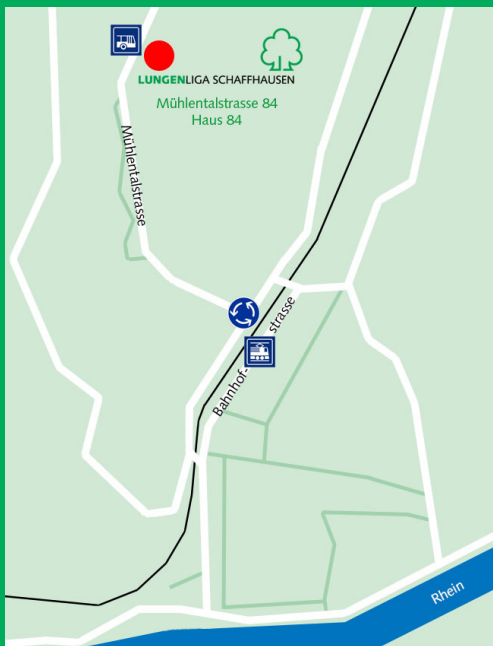 LUNGENLIGA SCHAFFHAUSEN
Mühlentalstrasse 84
Haus 84
Mühlentalstrasse
Bahnhof-
strasse
Rhein